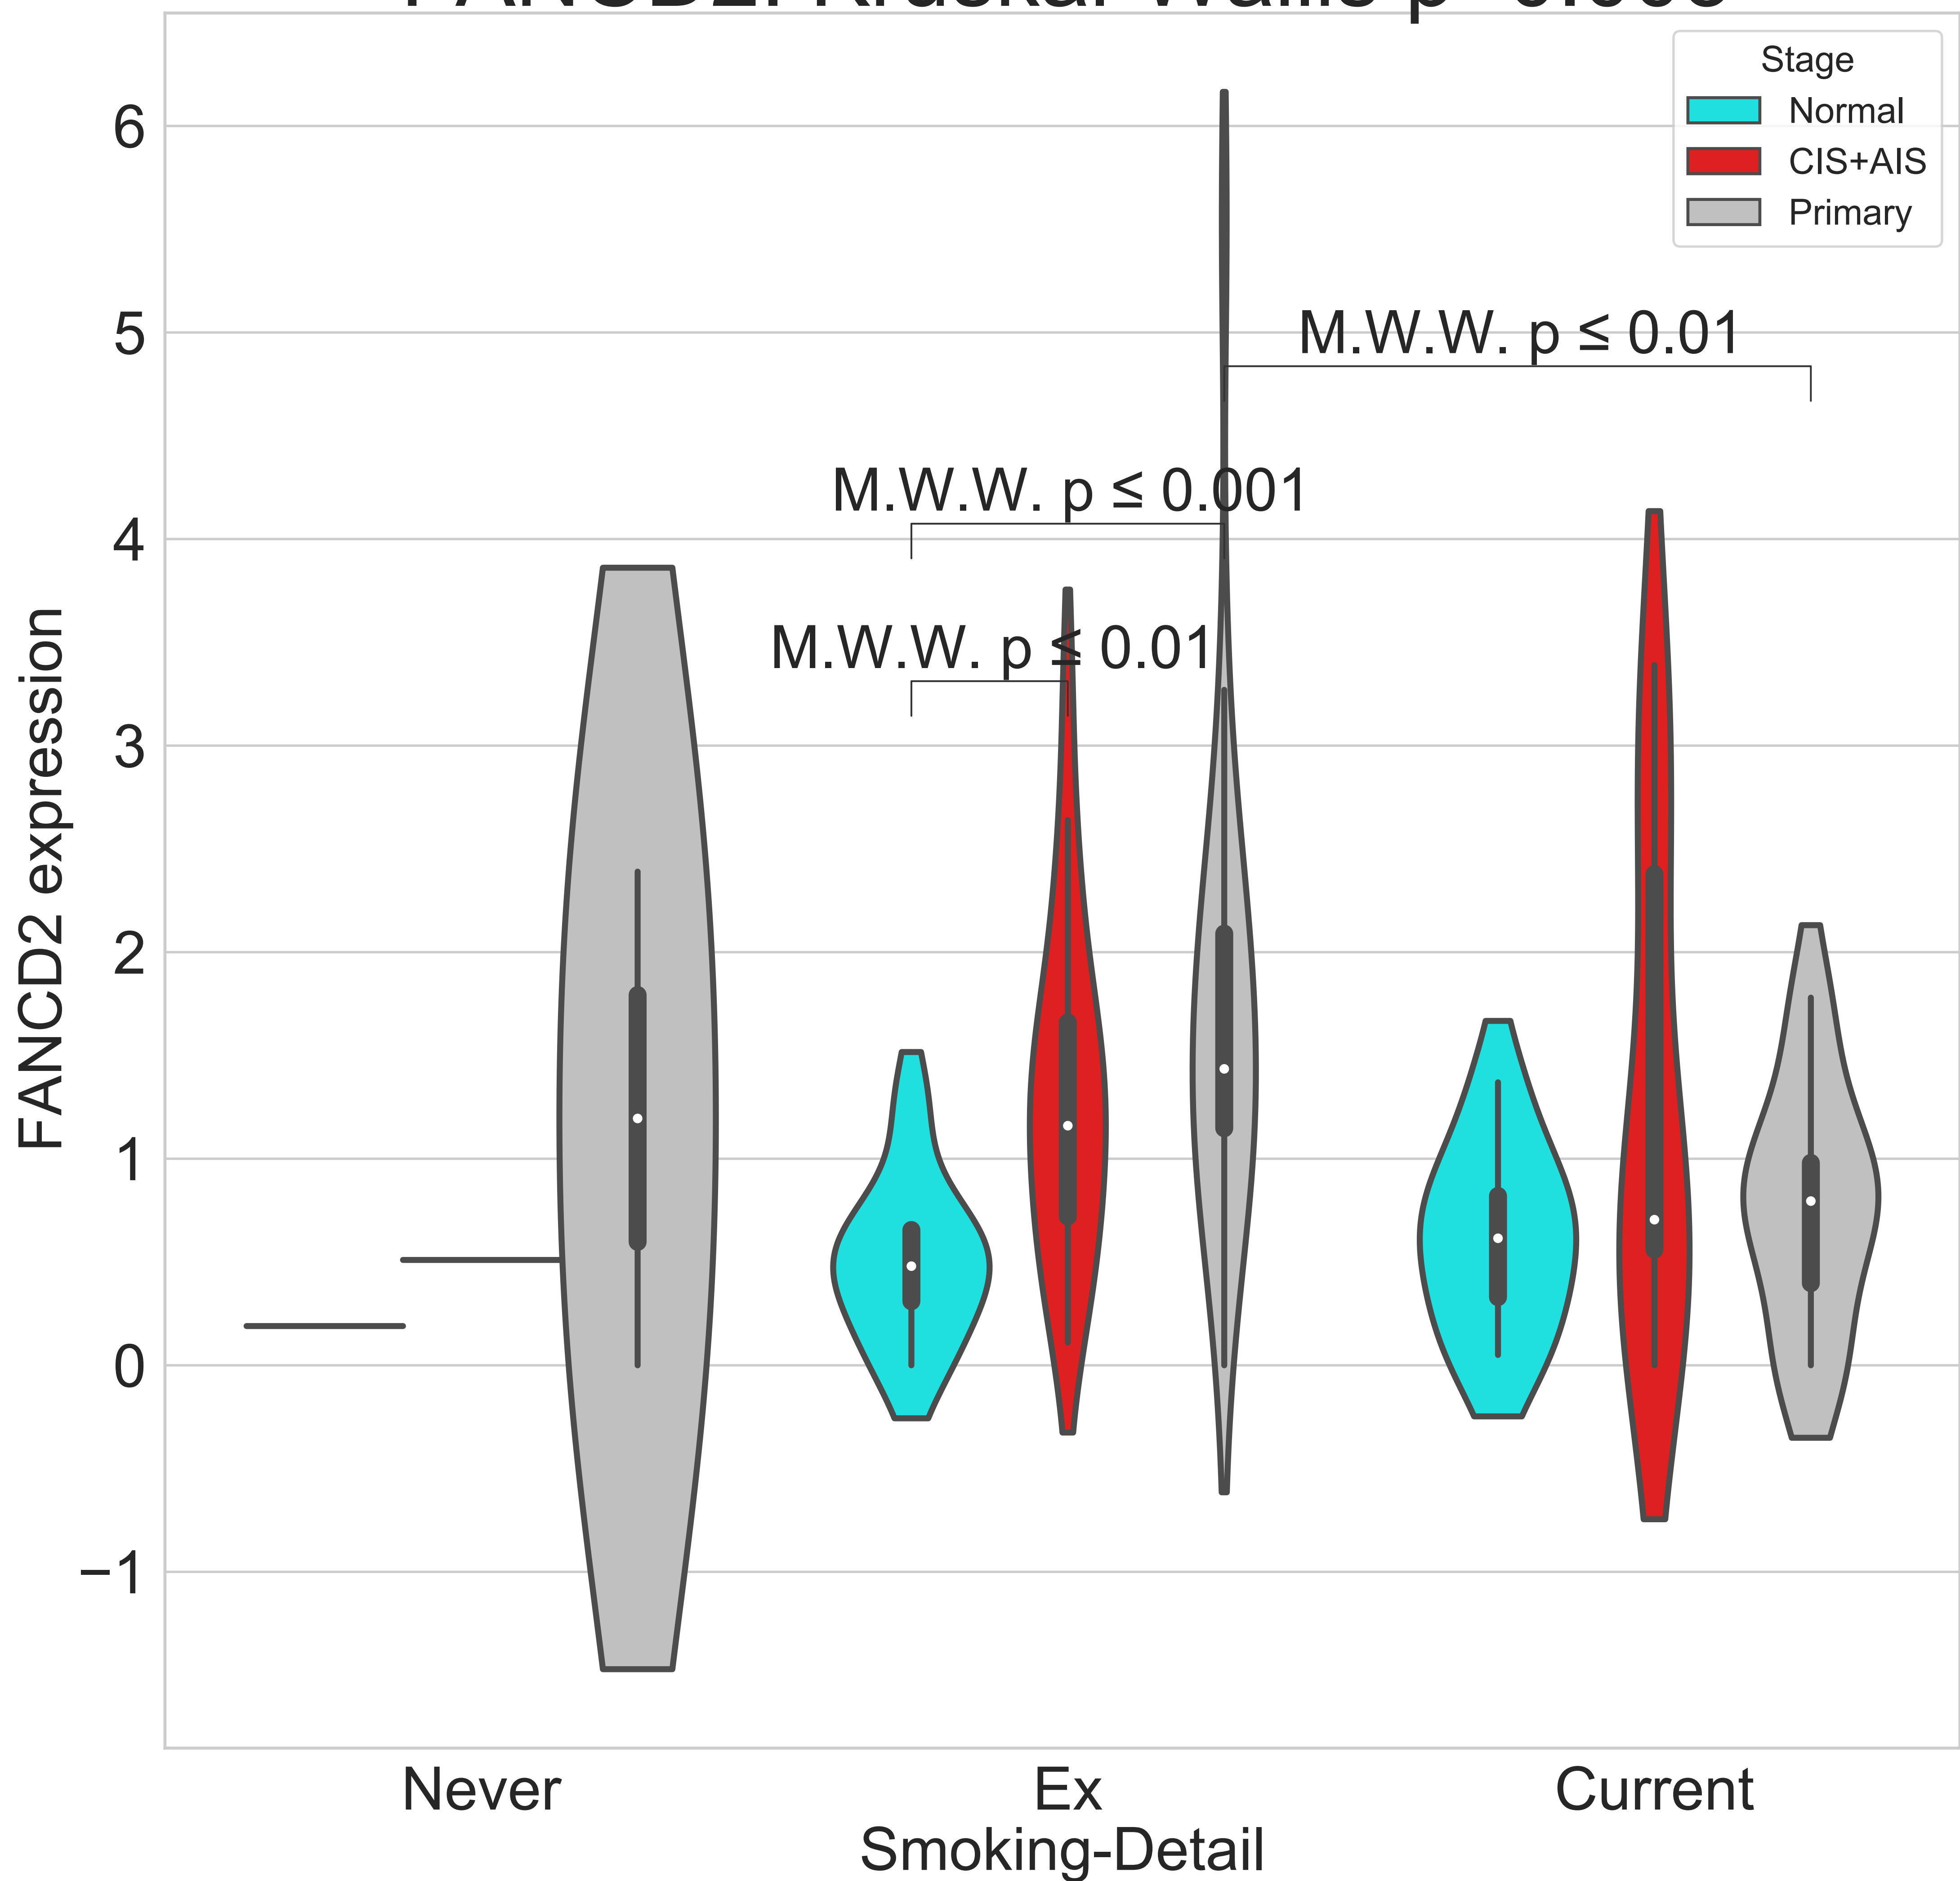 Stage
Normal
CIS+AIS
Primary
6
5
4
3
2
1
0
−1
FANCD2 expression
M.W.W. p ≤ 0.01
M.W.W. p ≤ 0.001
M.W.W. p ≤ 0.01
Never
Ex
Current
Smoking-Detail